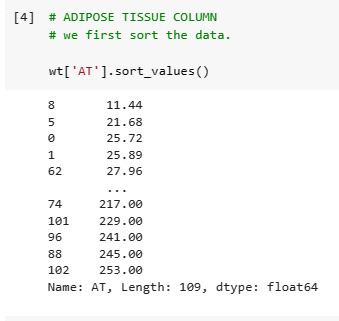 [4] # ADIPOSE TISSUE COLUMN
# we first sort the data.
wt['AT'].sort_values()
8 11.44
5 21.68
0 25.72
1 25.89
62 27.96
...
74 217.00
101 229.00
96 241.00
88 245.00
102 253.00
Name: AT, Length: 109, dtype: float64